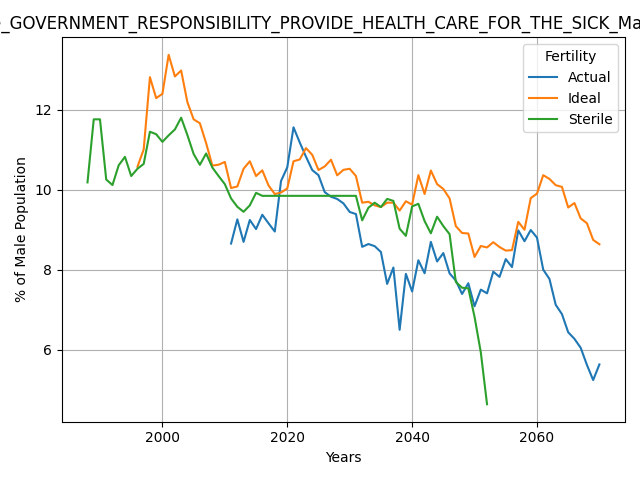 _GOVERNMENT_RESPONSIBILITY_PROVIDE_HEALTH_CARE_FOR_THE_SICK_Ma
Fertility
Actual
Ideal
Sterile
% of Male Population
12
10
8
6
2000 2020 2040 2060
Years